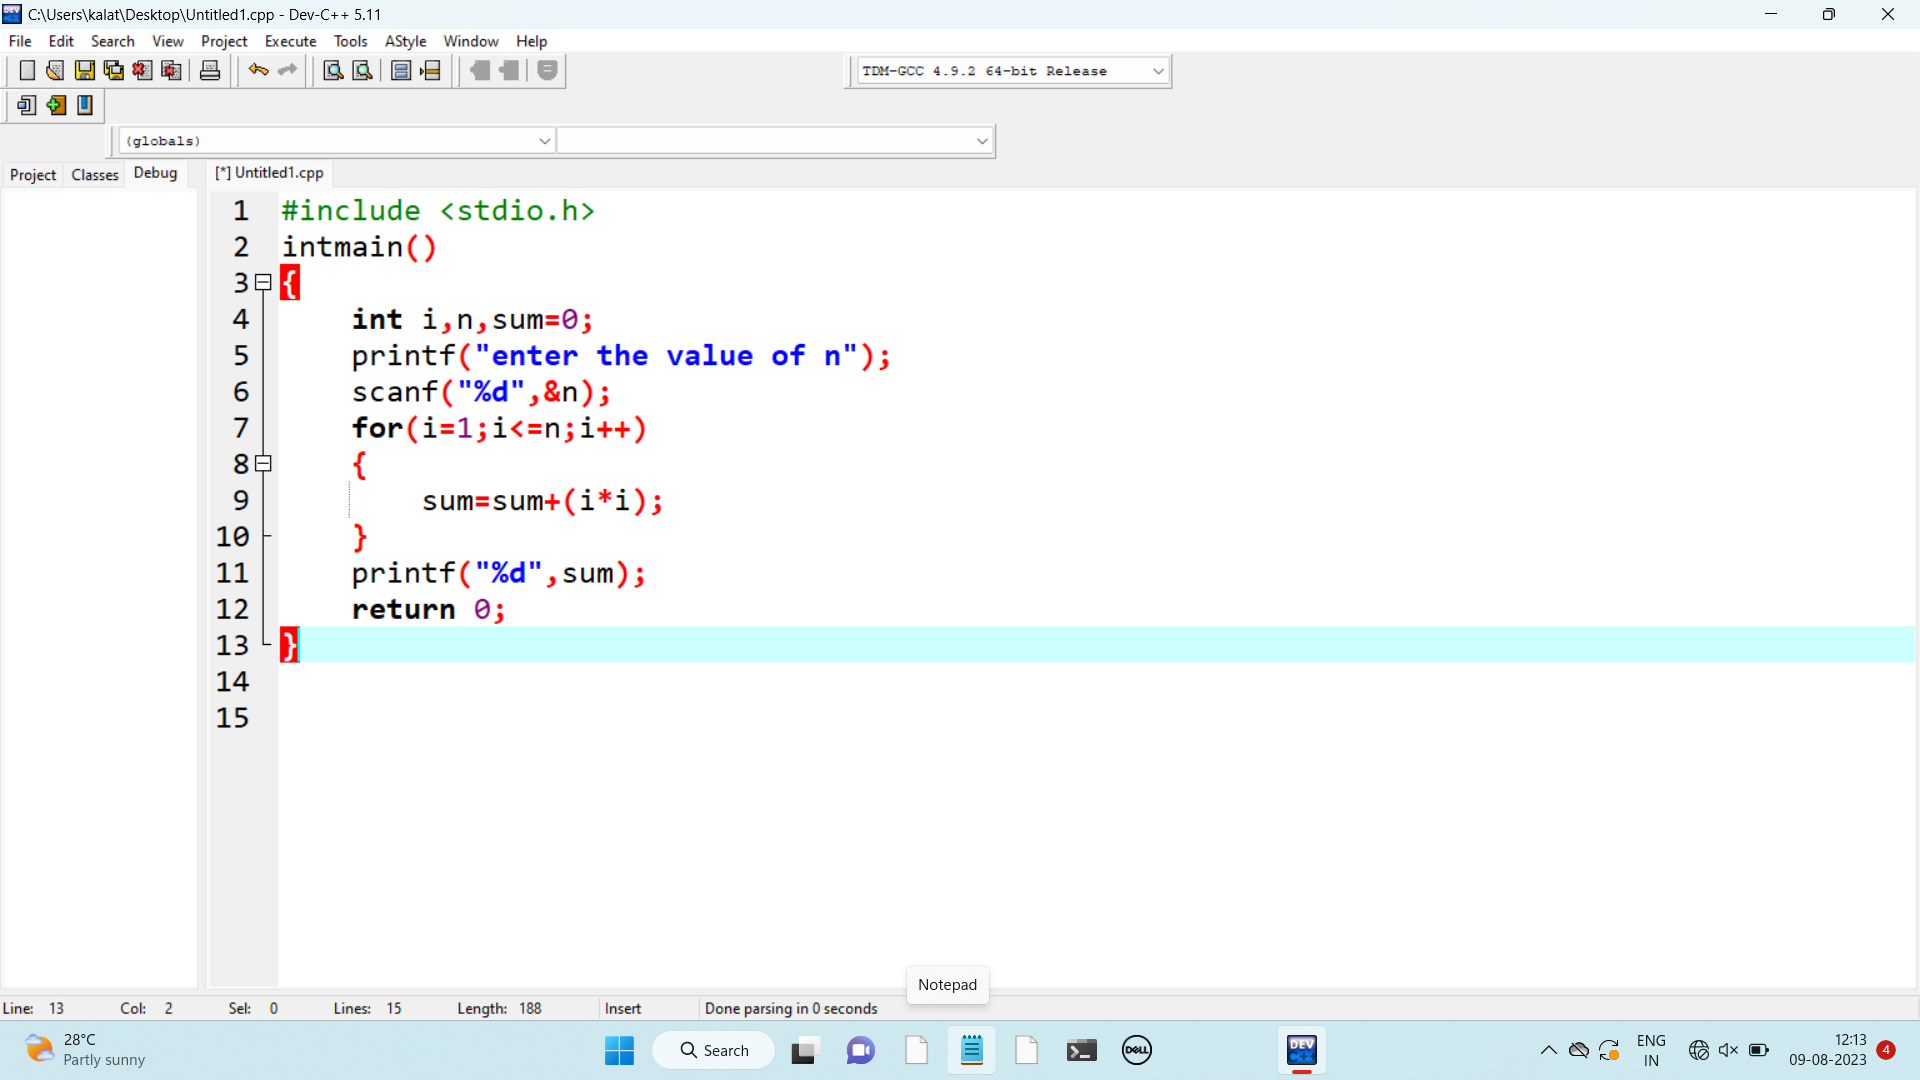 C:\Users\kalat\Desktop\Untitled1.cpp - Dev-C++ 5.11
File Edit Search View Project Execute Tools AStyle Window Help
TDM-GCC 4.9.2 64-bit Release
(globals)
Project Classes Debug
[*] Untitled1.cpp
1 #include <stdio.h>
2 intmain()
3 {
4 int i,n,sum=0;
5 printf("enter the value of n");
6 scanf("%d",&n);
7 for(i=1;i<=n;i++)
8 {
9 sum=sum+(i*i);
10 }
11 printf("%d",sum);
12 return 0;
13 }
14
15
Notepad
Line: 13 Col: 2 Sel: 0 Lines: 15 Length: 188 Insert Done parsing in 0 seconds
28°C
Partly sunny
Search
DELL
DEV
C++
ENG
IN
12:13
09-08-2023
4